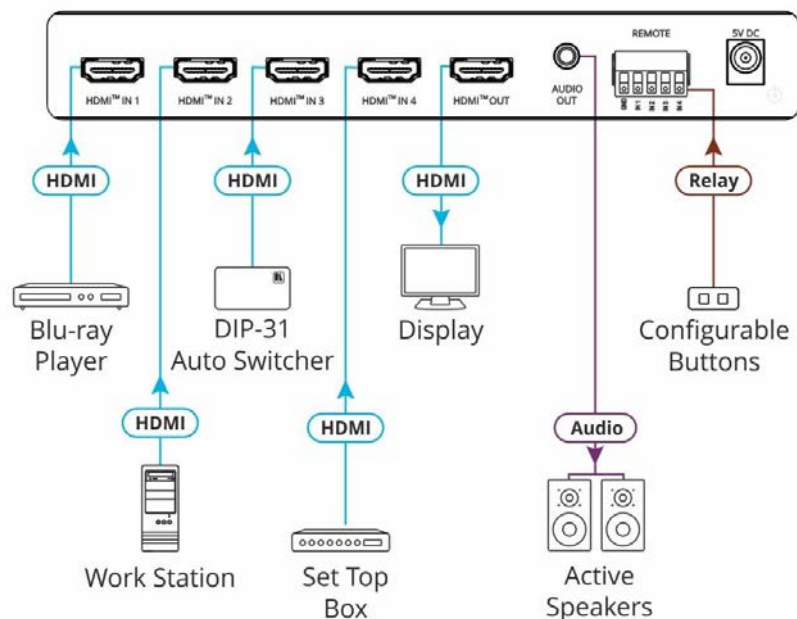 REMOTE
5V DC
HDMI™ IN 1
HDMI™ IN 2
HDMI™ IN 3
HDMI™ IN 4
HDMI™ OUT
AUDIO
OUT
GND
IN 1
IN 2
IN 3
IN 4
HDMI
HDMI
HDMI
Relay
Blu-ray
Player
DIP-31
Auto Switcher
Display
Configurable
Buttons
HDMI
HDMI
Audio
Work Station
Set Top
Box
Active
Speakers